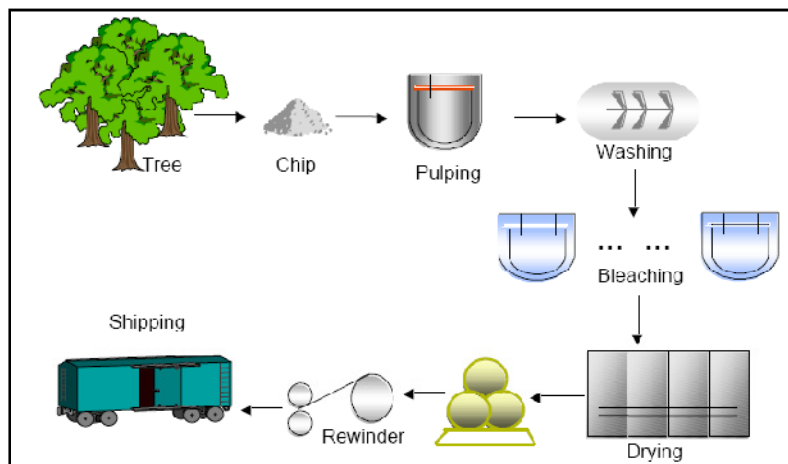 Tree
Chip
Pulping
Washing
... ...
Bleaching
Drying
Rewinder
Shipping